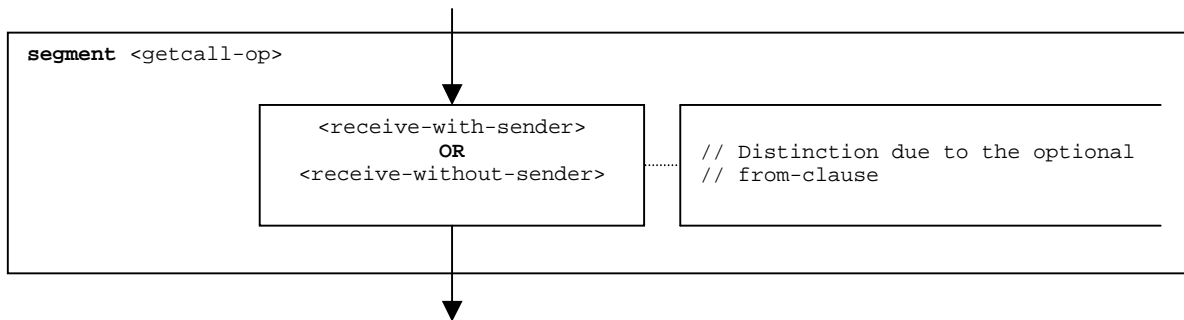 segment <getcall-op>
<receive-with-sender>
OR
<receive-without-sender>
// Distinction due to the optional
// from-clause